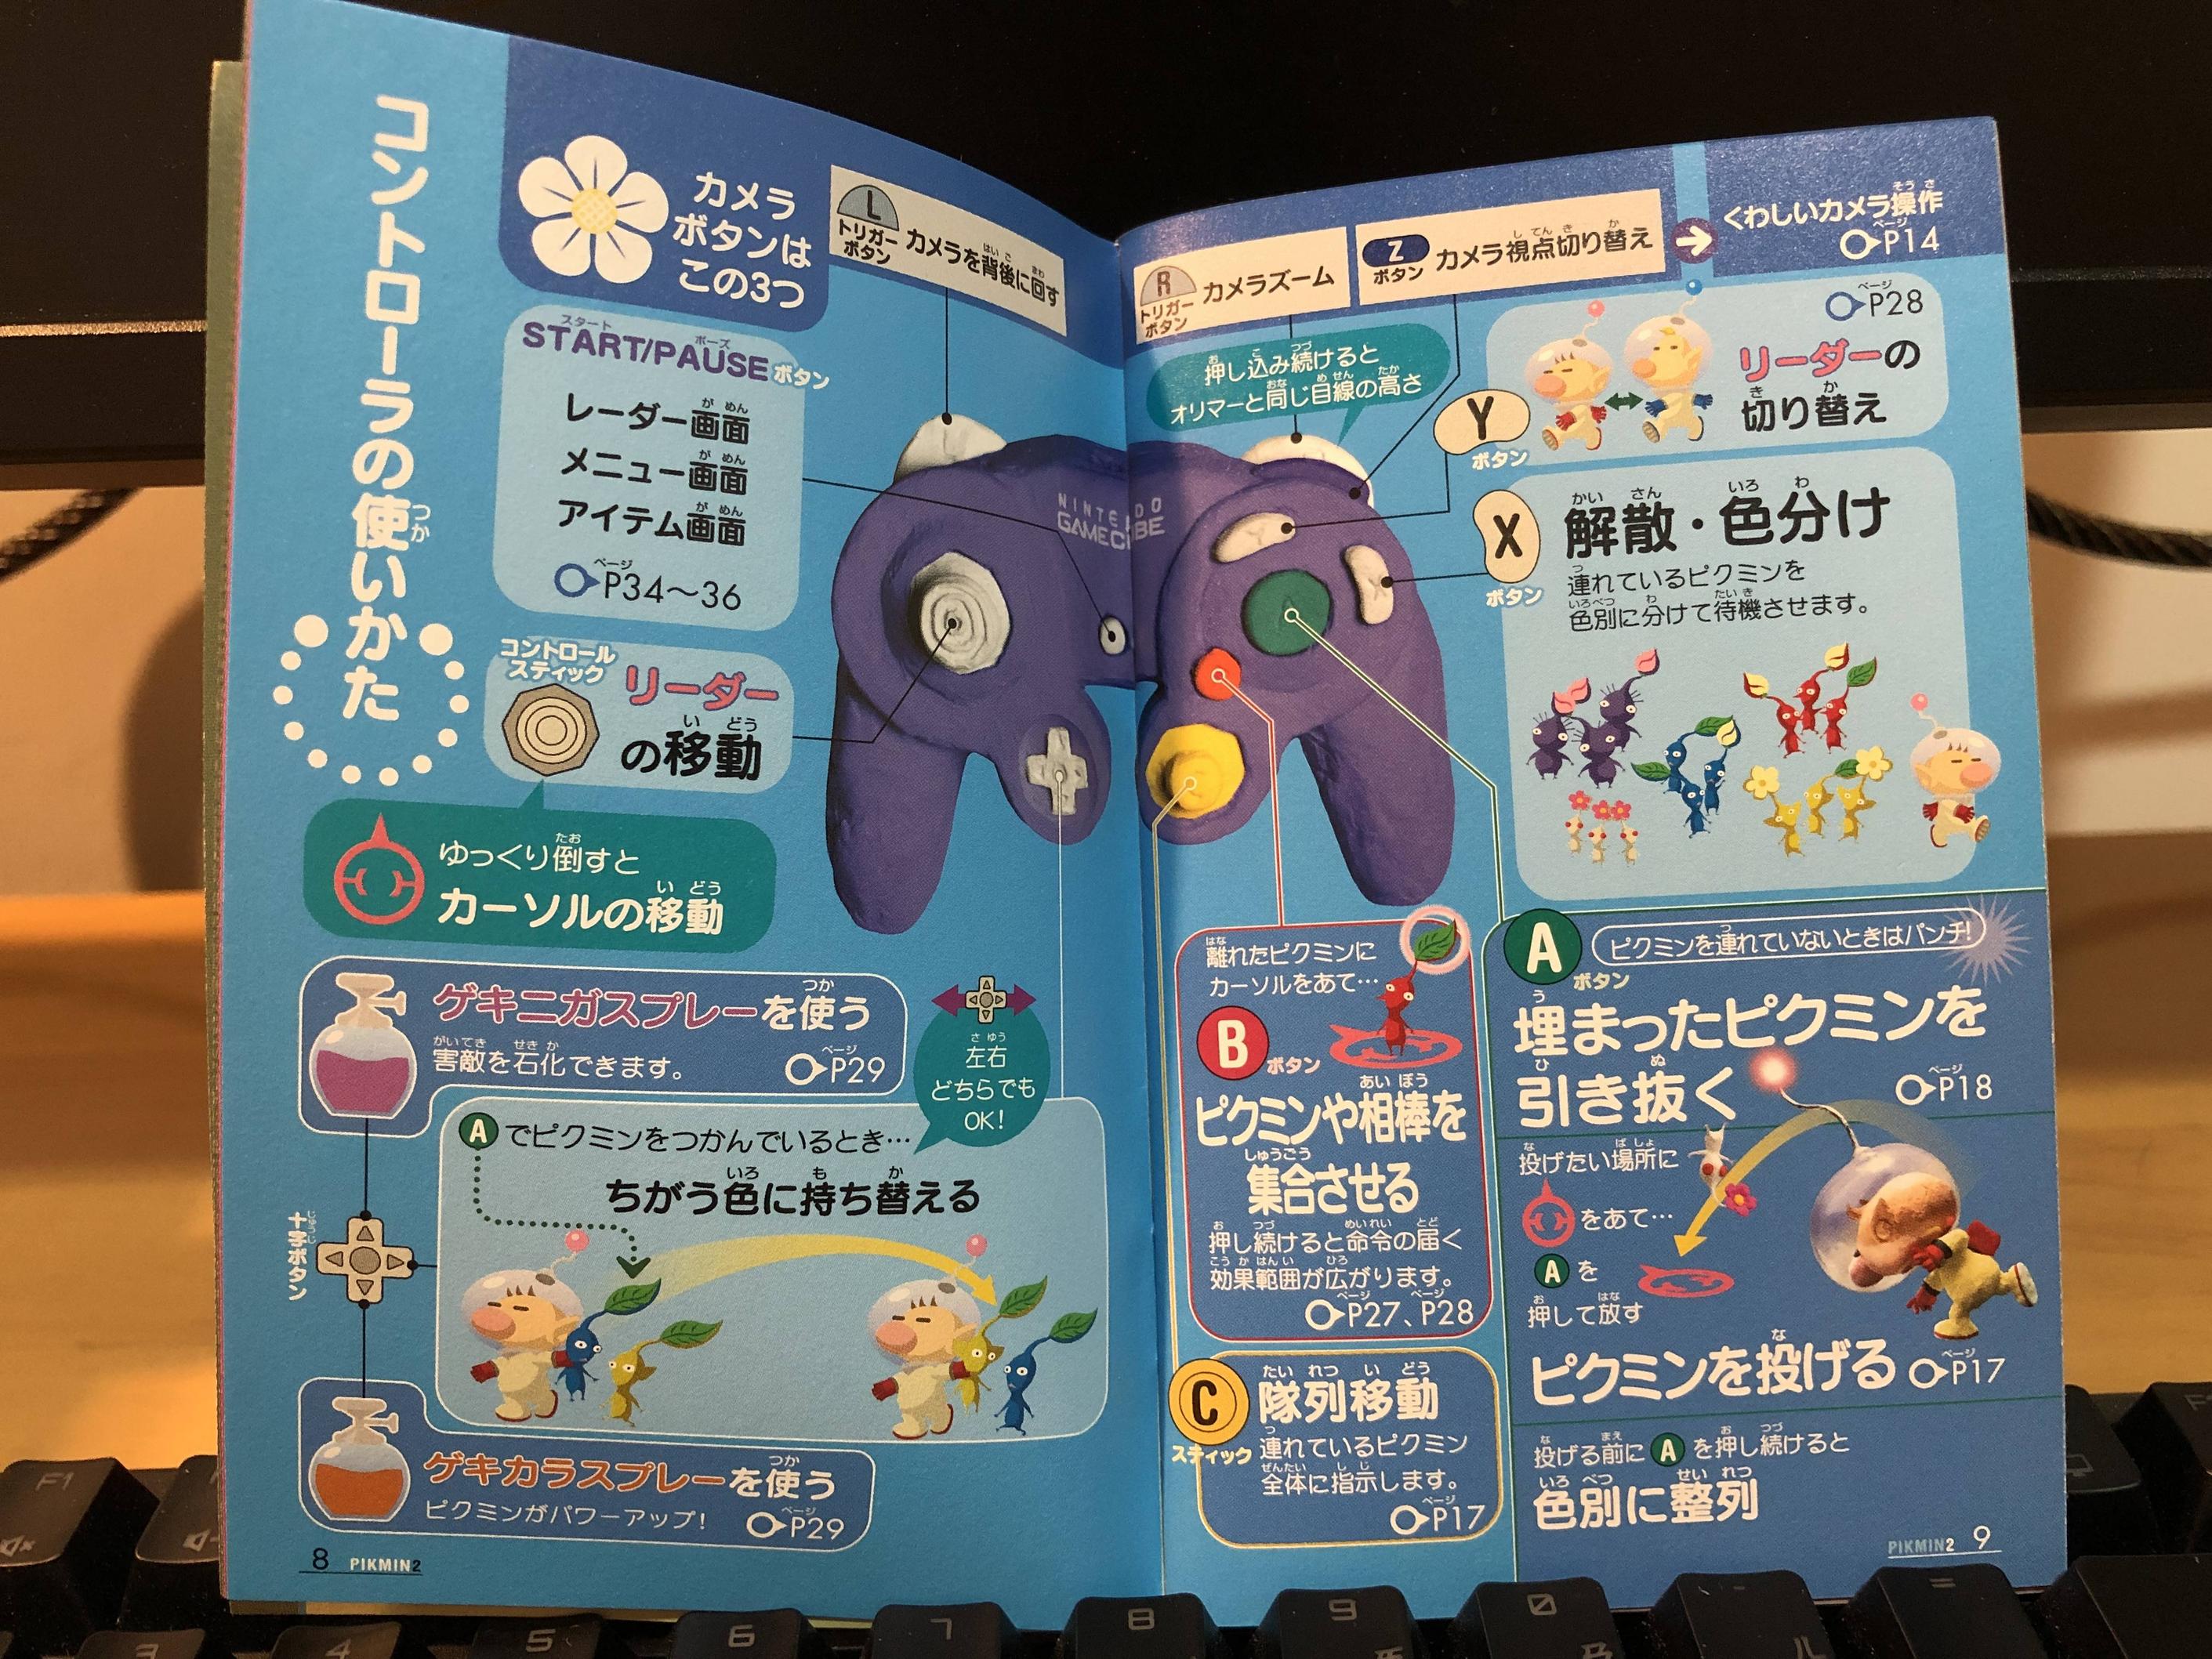 コントローラの使いかた
カメラ
ボタンは
この3つ
L
トリガー
ボタン
カメラを背後に回す
START/PAUSEボタン
レーダー画面
メニュー画面
アイテム画面
P34～36
コントロール
スティック
リーダー
の移動
ゆっくり倒すと
カーソルの移動
ゲキニガスプレーを使う
害敵を石化できます。
P29
左右
どちらでも
OK!
Aでピクミンをつかんでいるとき…
ちがう色に持ち替える
十字ボタン
ゲキカラスプレーを使う
ピクミンがパワーアップ!
P29
8 PIKMIN2
NINTENDO
GAMECUBE
R
トリガー
ボタン
カメラズーム
Z
ボタン
カメラ視点切り替え
くわしいカメラ操作
P14
押し込み続けると
オリマーと同じ目線の高さ
Y
ボタン
P28
リーダーの
切り替え
X
ボタン
解散・色分け
連れているピクミンを
色別に分けて待機させます。
離れたピクミンに
カーソルをあて…
B
ボタン
ピクミンや相棒を
集合させる
押し続けると命令の届く
効果範囲が広がります。
P27、P28
C
スティック
隊列移動
連れているピクミン
全体に指示します。
P17
A
ボタン
ピクミンを連れていないときはパンチ!
埋まったピクミンを
引き抜く
P18
投げたい場所に
をあて…
Aを
押して放す
ピクミンを投げる
P17
投げる前にAを押し続けると
色別に整列
PIKMIN2 9
F1
3
4
5
6
7
8
9
0